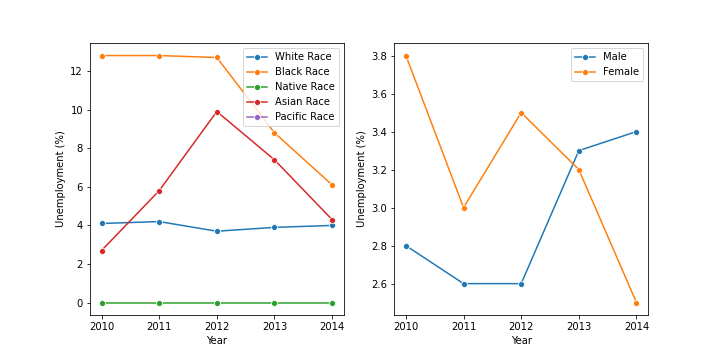 12
10
8
6
4
2
0
Unemployment (%)
2010 2011 2012 2013 2014
Year
White Race
Black Race
Native Race
Asian Race
Pacific Race
3.8
3.6
3.4
3.2
3.0
2.8
2.6
Unemployment (%)
2010 2011 2012 2013 2014
Year
Male
Female